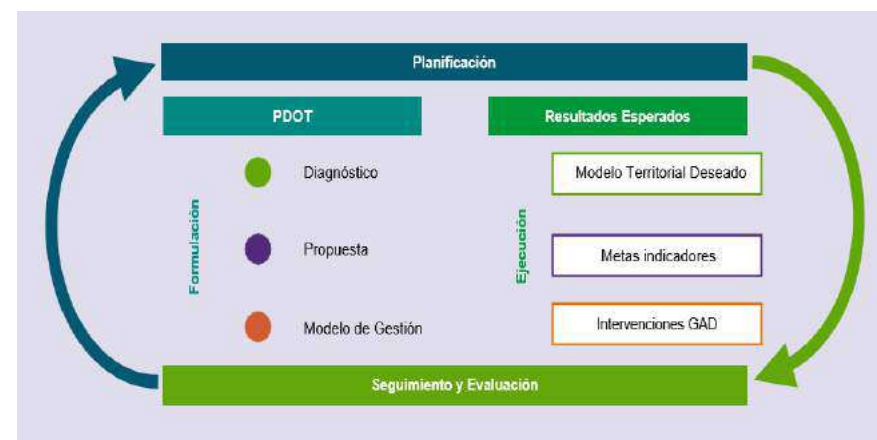 Planificación
PDOT
Resultados Esperados
Formulación
Diagnóstico
Propuesta
Modelo de Gestión
Ejecución
Modelo Territorial Deseado
Metas indicadores
Intervenciones GAD
Seguimiento y Evaluación